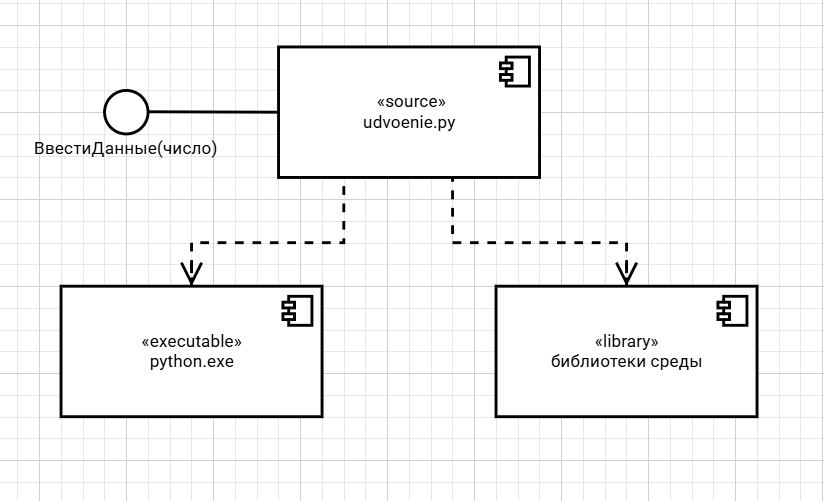 «source»
udvoenie.py
ВвестиДанные(число)
«executable»
python.exe
«library»
библиотеки среды